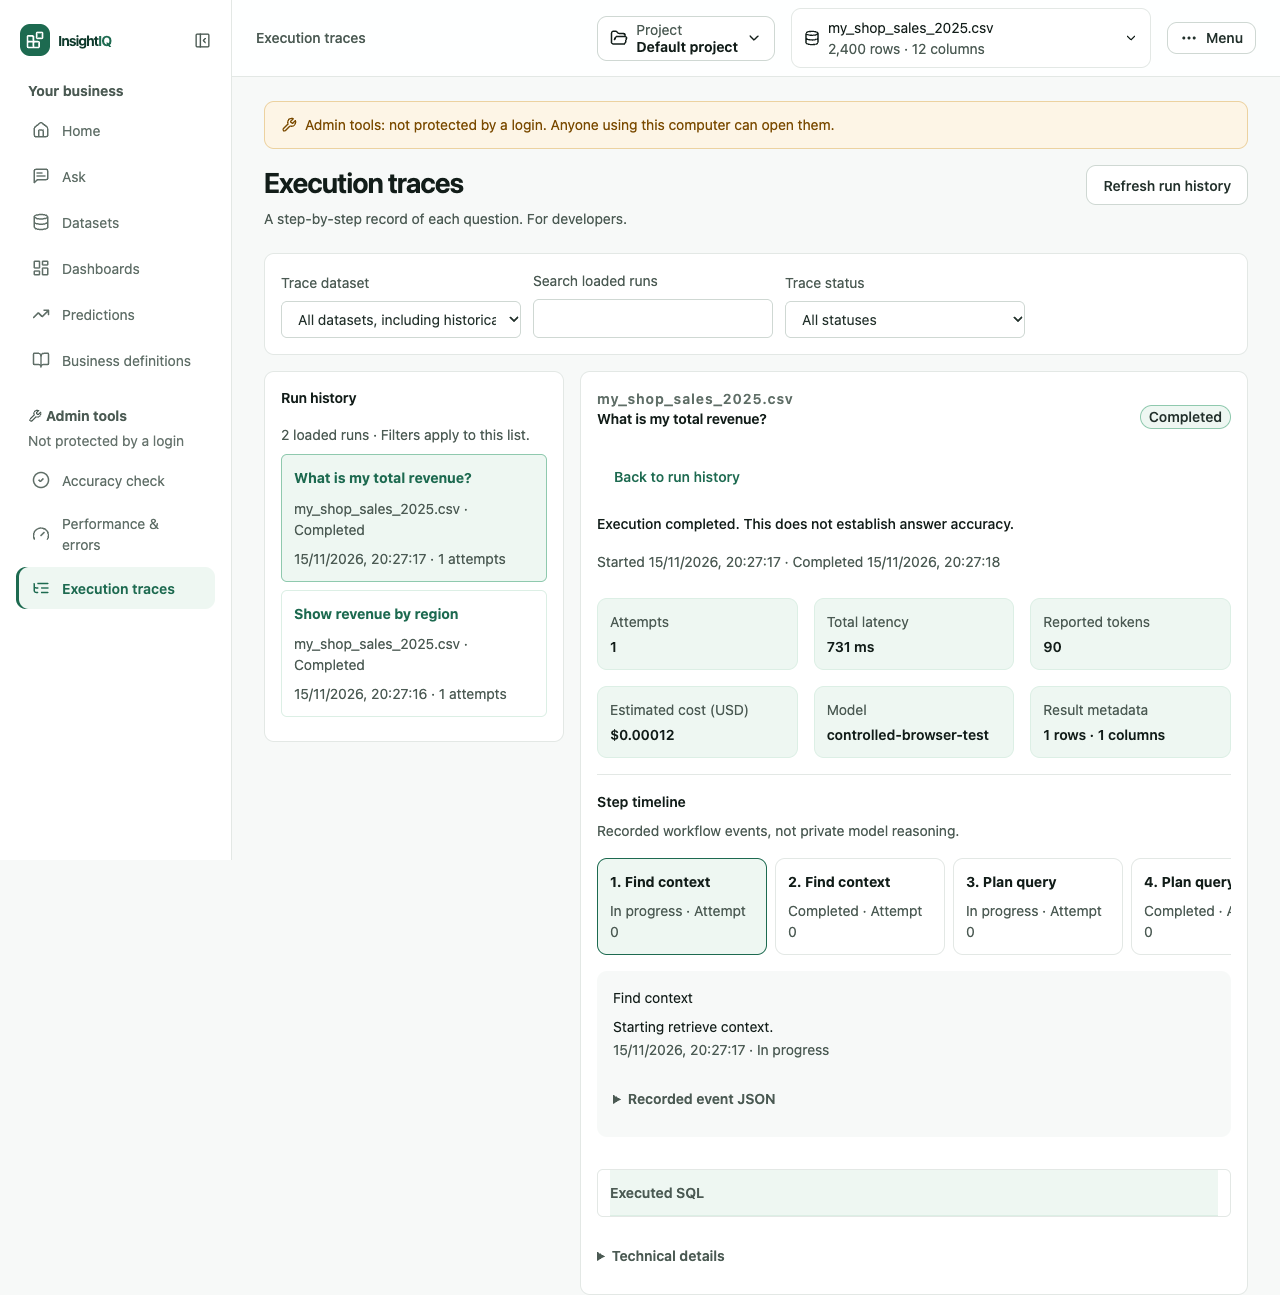 InsightIQ
Your business
Home
Ask
Datasets
Dashboards
Predictions
Business definitions
Admin tools
Not protected by a login
Accuracy check
Performance &
errors
Execution traces
Execution traces
Project
Default project
my_shop_sales_2025.csv
2,400 rows · 12 columns
Menu
Admin tools: not protected by a login. Anyone using this computer can open them.
Execution traces
A step-by-step record of each question. For developers.
Refresh run history
Trace dataset
All datasets, including historica
Search loaded runs
Trace status
All statuses
Run history
2 loaded runs · Filters apply to this list.
What is my total revenue?
my_shop_sales_2025.csv ·
Completed
15/11/2026, 20:27:17 · 1 attempts
Show revenue by region
my_shop_sales_2025.csv ·
Completed
15/11/2026, 20:27:16 · 1 attempts
my_shop_sales_2025.csv
What is my total revenue?
Completed
Back to run history
Execution completed. This does not establish answer accuracy.
Started 15/11/2026, 20:27:17 · Completed 15/11/2026, 20:27:18
Attempts
1
Total latency
731 ms
Reported tokens
90
Estimated cost (USD)
$0.00012
Model
controlled-browser-test
Result metadata
1 rows · 1 columns
Step timeline
Recorded workflow events, not private model reasoning.
1. Find context
In progress · Attempt
0
2. Find context
Completed · Attempt
0
3. Plan query
In progress · Attempt
0
4. Plan query
Completed · A
0
Find context
Starting retrieve context.
15/11/2026, 20:27:17 · In progress
Recorded event JSON
Executed SQL
Technical details